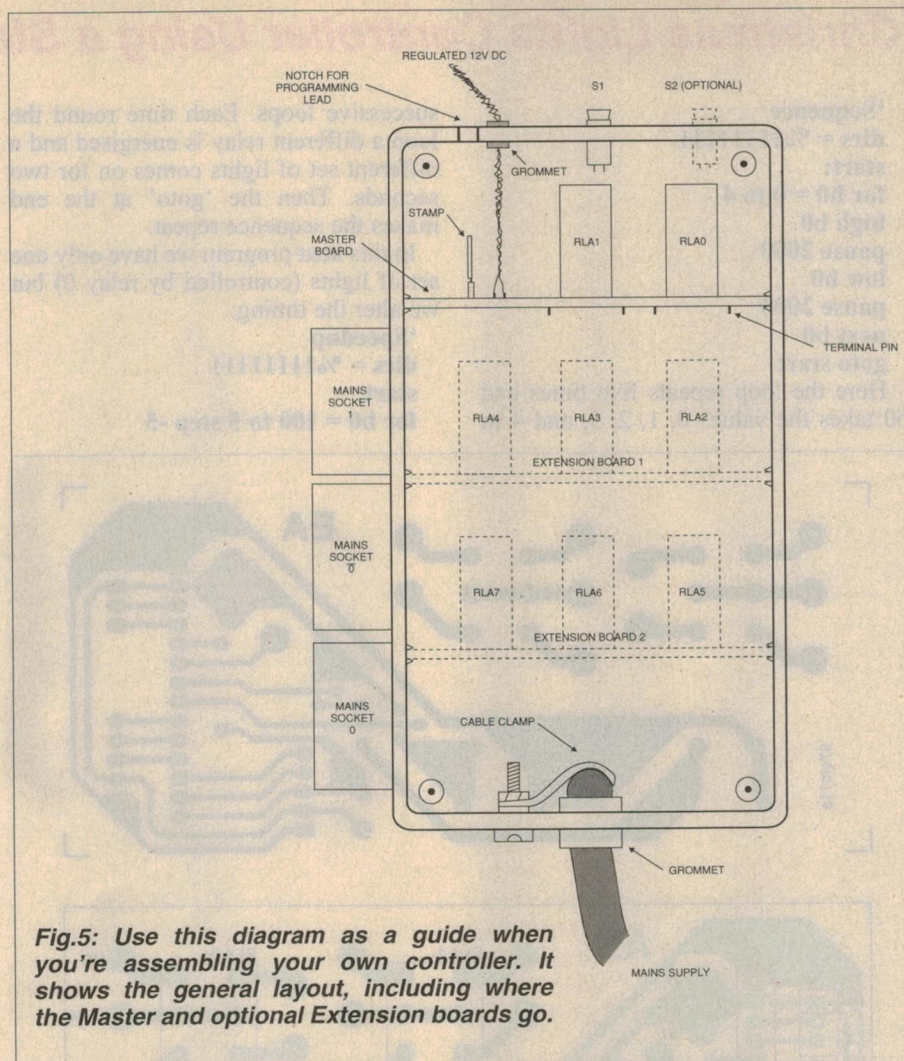 REGULATED 12V DC
NOTCH FOR
PROGRAMMING
LEAD
S1
S2 (OPTIONAL)
GROMMET
STAMP
MASTER
BOARD
RLA1
RLA0
TERMINAL PIN
MAINS
SOCKET
1
RLA4
RLA3
RLA2
EXTENSION BOARD 1
MAINS
SOCKET
0̅
RLA7
RLA6
RLA5
EXTENSION BOARD 2
MAINS
SOCKET
0
CABLE CLAMP
GROMMET
MAINS SUPPLY
Fig.5: Use this diagram as a guide when
you're assembling your own controller. It
shows the general layout, including where
the Master and optional Extension boards go.